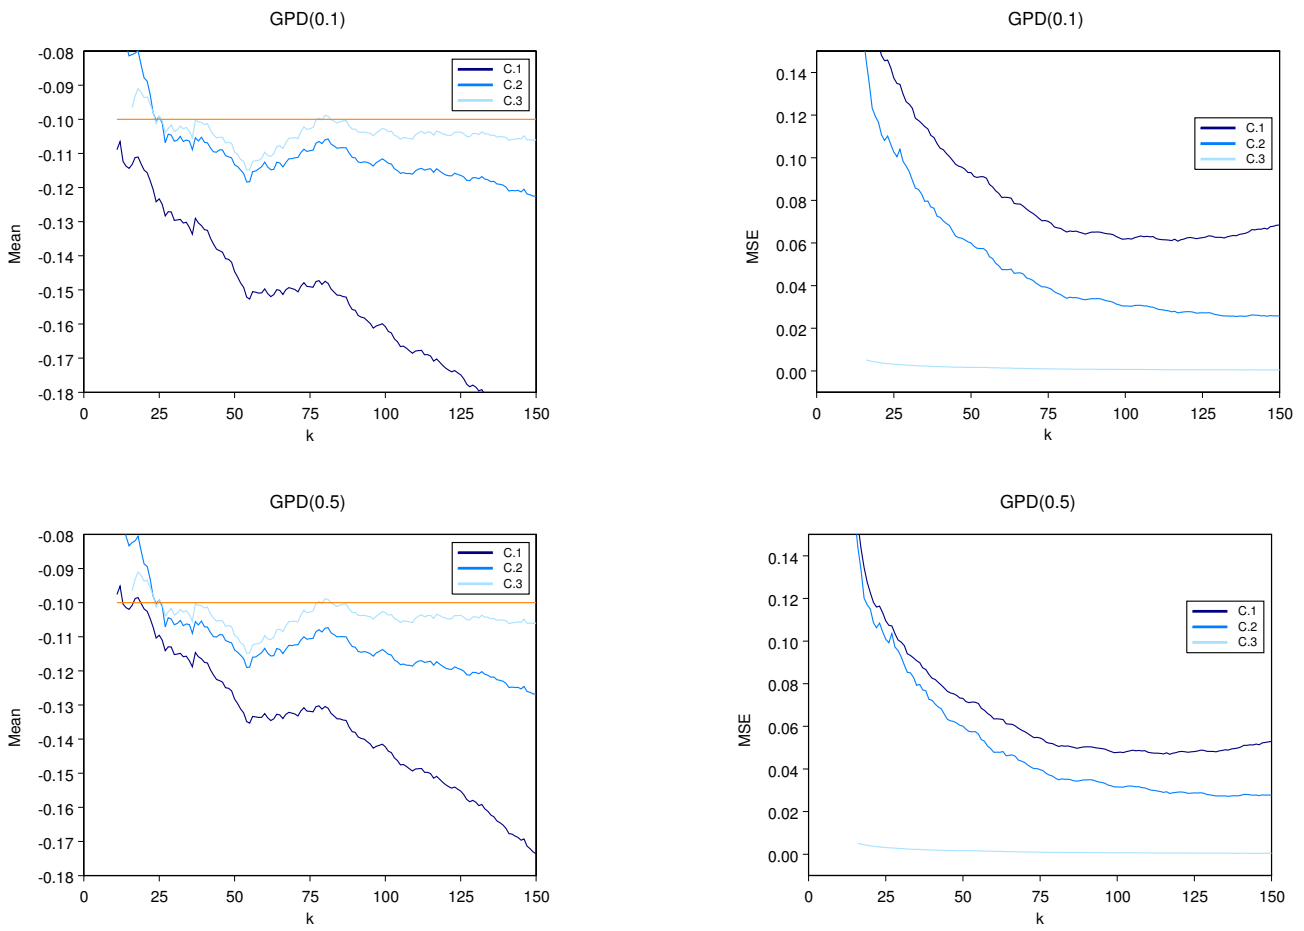 GPD(0.1)
Mean
-0.08
-0.09
-0.10
-0.11
-0.12
-0.13
-0.14
-0.15
-0.16
-0.17
-0.18
0 25 50 75 100 125 150
k
C.1
C.2
C.3
GPD(0.1)
MSE
0.14
0.12
0.10
0.08
0.06
0.04
0.02
0.00
0 25 50 75 100 125 150
k
C.1
C.2
C.3
GPD(0.5)
Mean
-0.08
-0.09
-0.10
-0.11
-0.12
-0.13
-0.14
-0.15
-0.16
-0.17
-0.18
0 25 50 75 100 125 150
k
C.1
C.2
C.3
GPD(0.5)
MSE
0.14
0.12
0.10
0.08
0.06
0.04
0.02
0.00
0 25 50 75 100 125 150
k
C.1
C.2
C.3